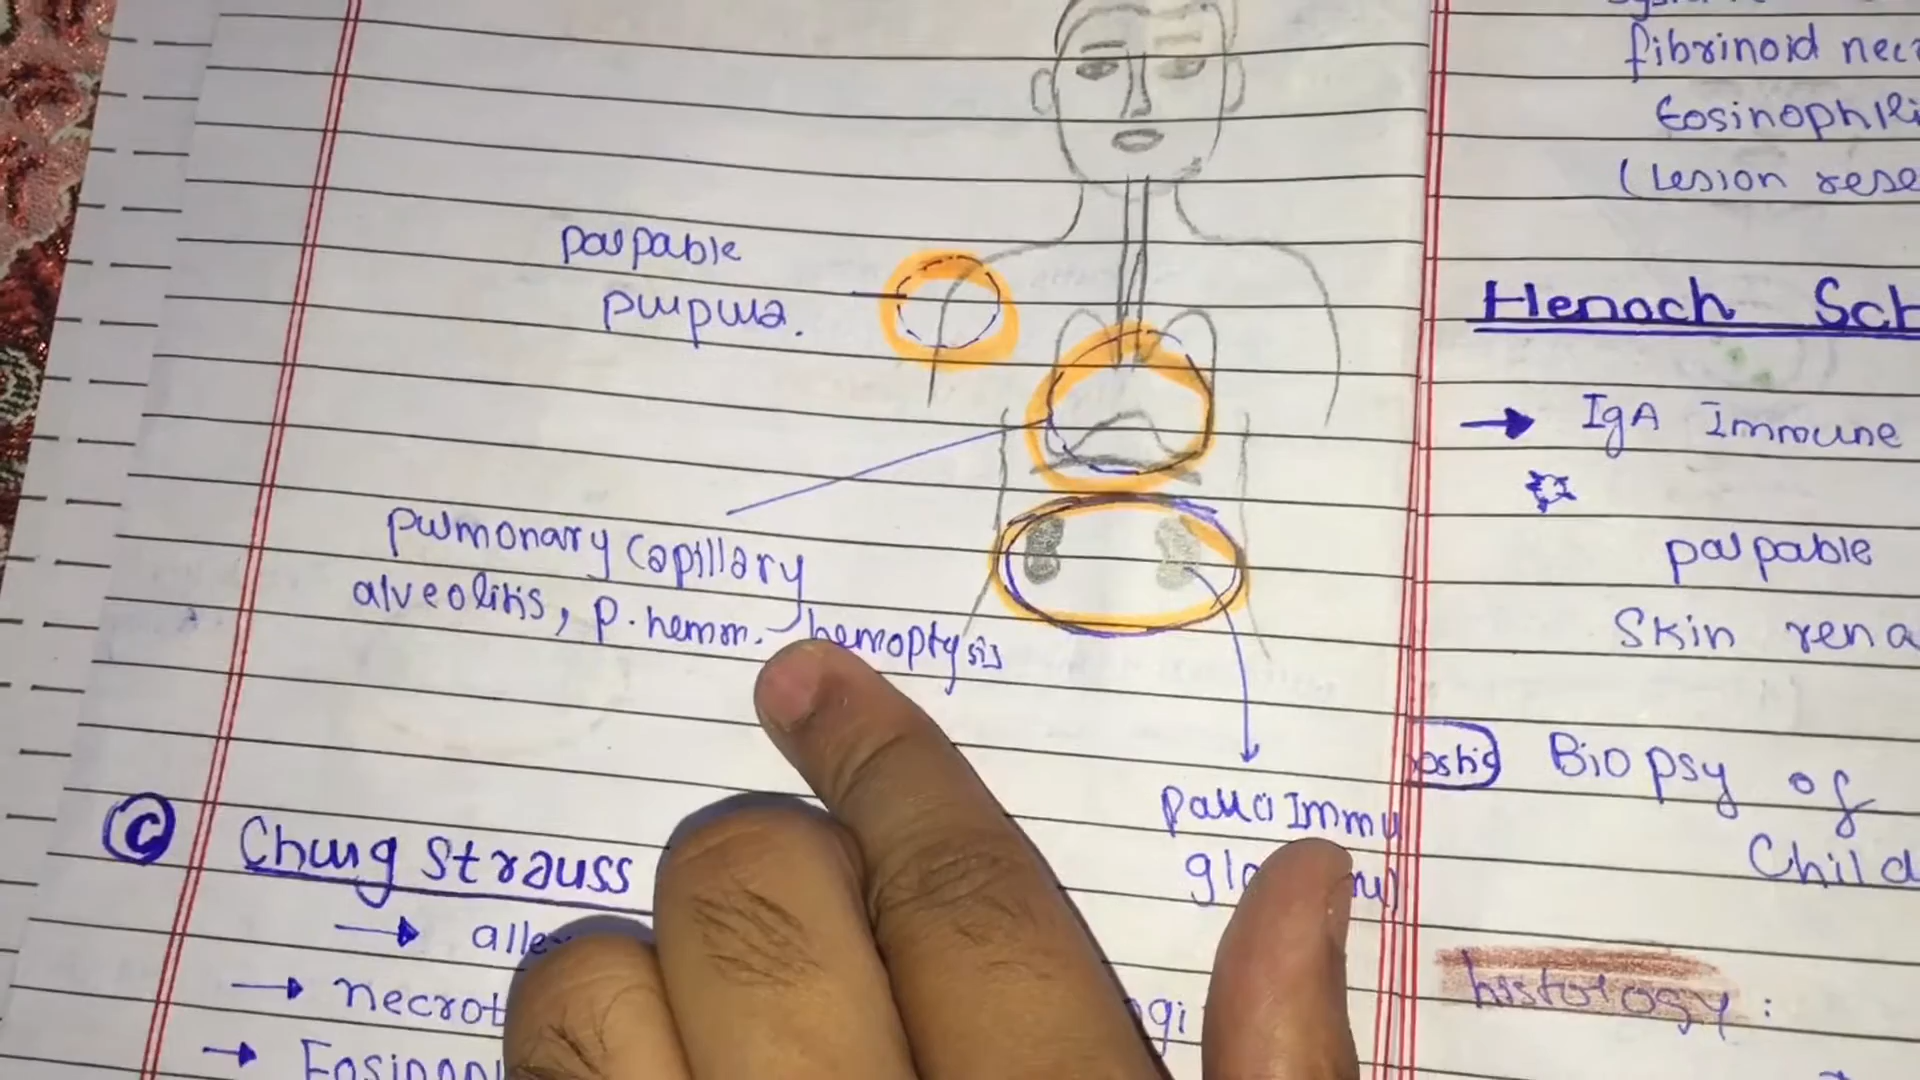 palpable
purpura.
pulmonary capillary
alveolitis, p. hemm. hemoptysis
Pauci Immu
© Churg Strauss
→ alle
→ necrot
→ Eosinop
fibrinoid nec
Eosinophili
(Lesion rese
Henoch Sch
→ IgA Immune
palpable
Skin rena
Biopsy of
Child
histology :